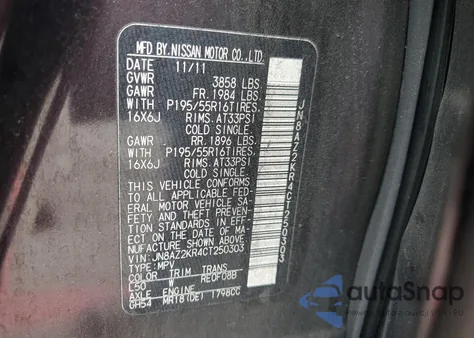 MFD BY NISSAN MOTOR CO., LTD.
DATE 11/11
GVWR 3858 LBS.
GAWR FR. 1984 LBS.
WITH P195/55R16TIRES,
16X6J RIMS, AT33PSI
COLD SINGLE.
GAWR RR. 1896 LBS.
WITH P195/55R16TIRES,
16X6J RIMS, AT33PSI
COLD SINGLE.
THIS VEHICLE CONFORMS
TO ALL APPLICABLE FED-
ERAL MOTOR VEHICLE SA-
FETY AND THEFT PREVEN-
TION STANDARDS IN EFF-
ECT ON THE DATE OF MA-
NUFACTURE SHOWN ABOVE.
VIN: JN8AZ2KR4CT250303
TYPE: MPV
COLOR TRIM TRANS
L50 W RE0F08B
AXLE ENGINE
GH54 MR18(DE) 1798CC
JN8AZ2KR4CT250303
autoSnap